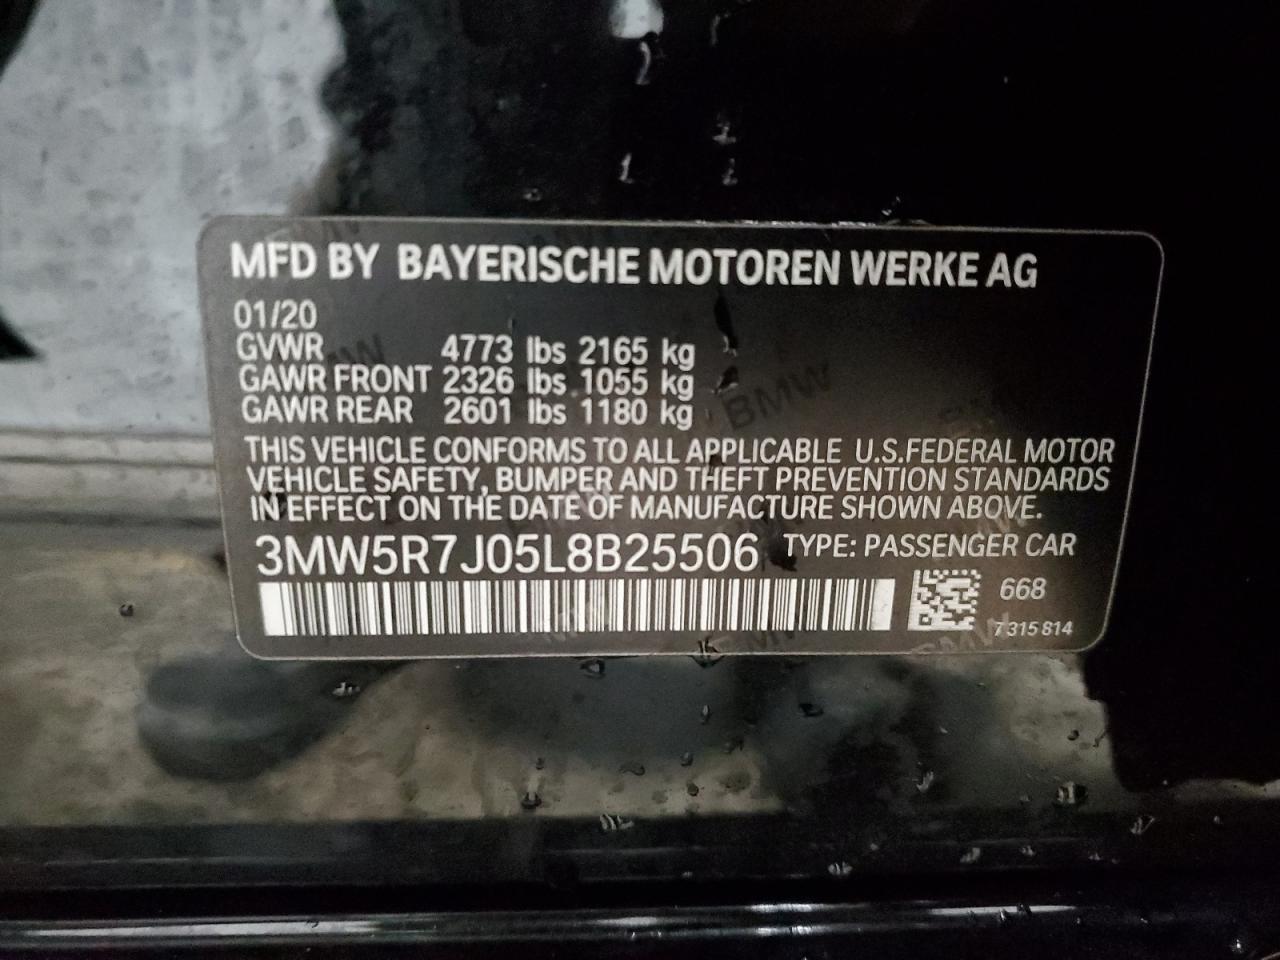 MFD BY BAYERISCHE MOTOREN WERKE AG
01/20
GVWR 4773 lbs 2165 kg
GAWR FRONT 2326 lbs 1055 kg
GAWR REAR 2601 lbs 1180 kg
THIS VEHICLE CONFORMS TO ALL APPLICABLE U.S.FEDERAL MOTOR
VEHICLE SAFETY, BUMPER AND THEFT PREVENTION STANDARDS
IN EFFECT ON THE DATE OF MANUFACTURE SHOWN ABOVE.
3MW5R7J05L8B25506 TYPE: PASSENGER CAR
668
7 315 814
BMW